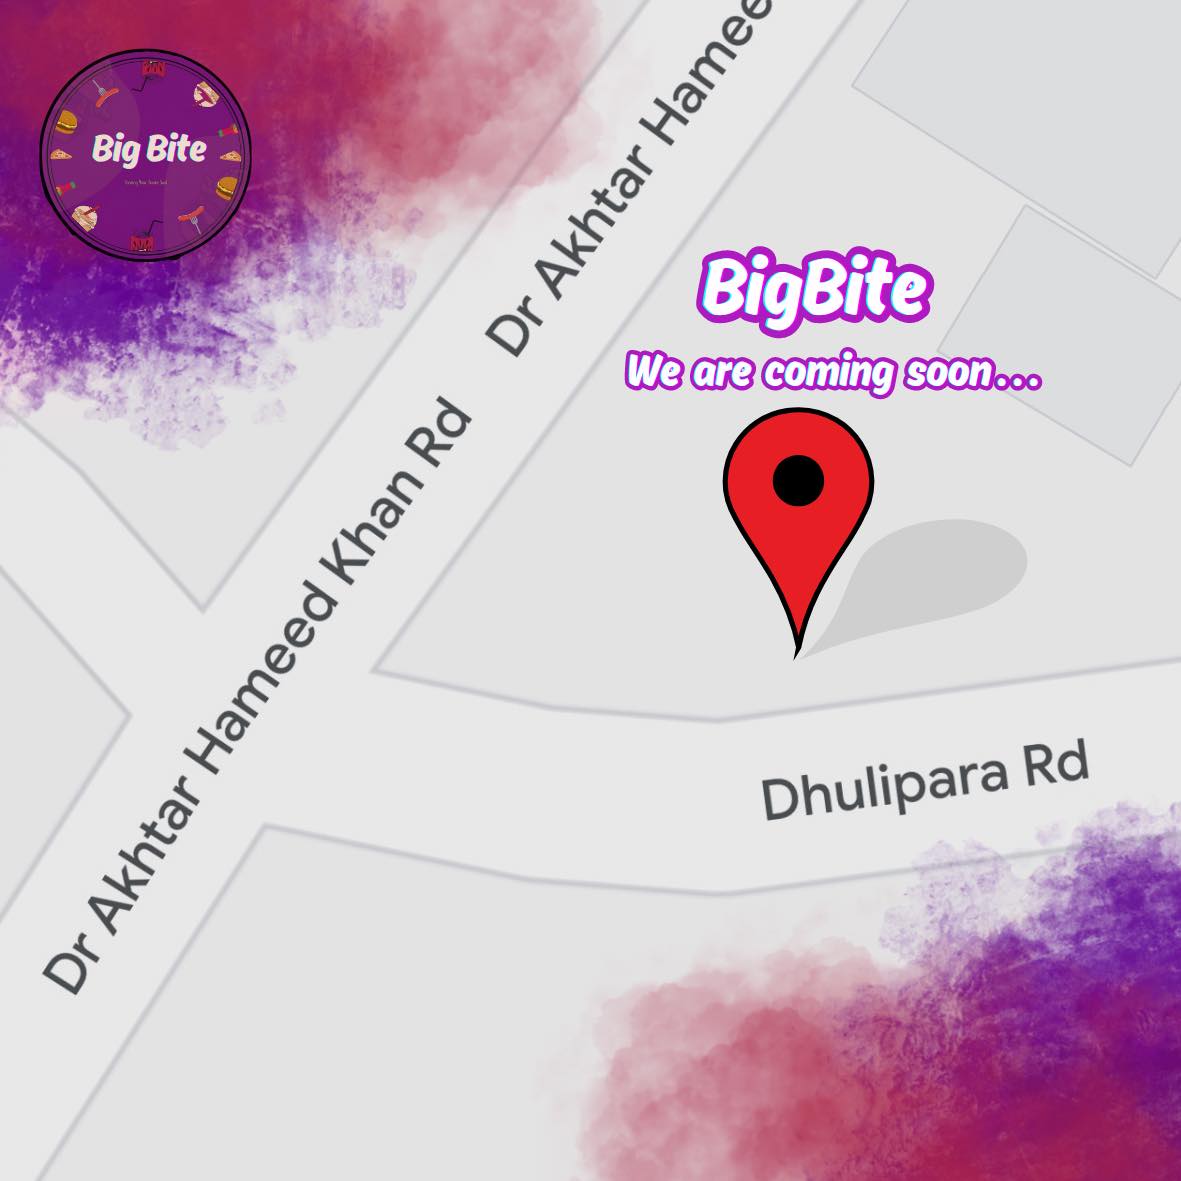 Big Bite
Dr Akhtar Hamee
BigBite
We are coming soon...
Dr Akhtar Hameed Khan Rd
Dhulipara Rd